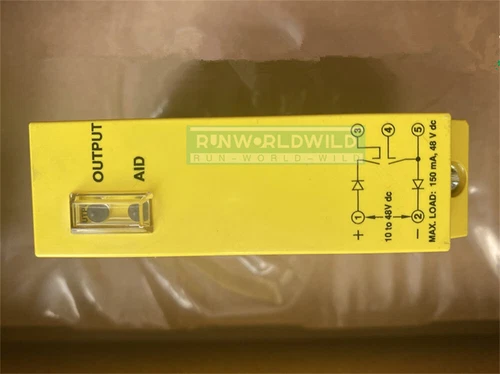 RUNWORLDWILD
RUN-WORLD-WILD
OUTPUT
AID
3 4 5
1 2
+ 10 to 48V dc −
MAX. LOAD: 150 mA, 48 V dc